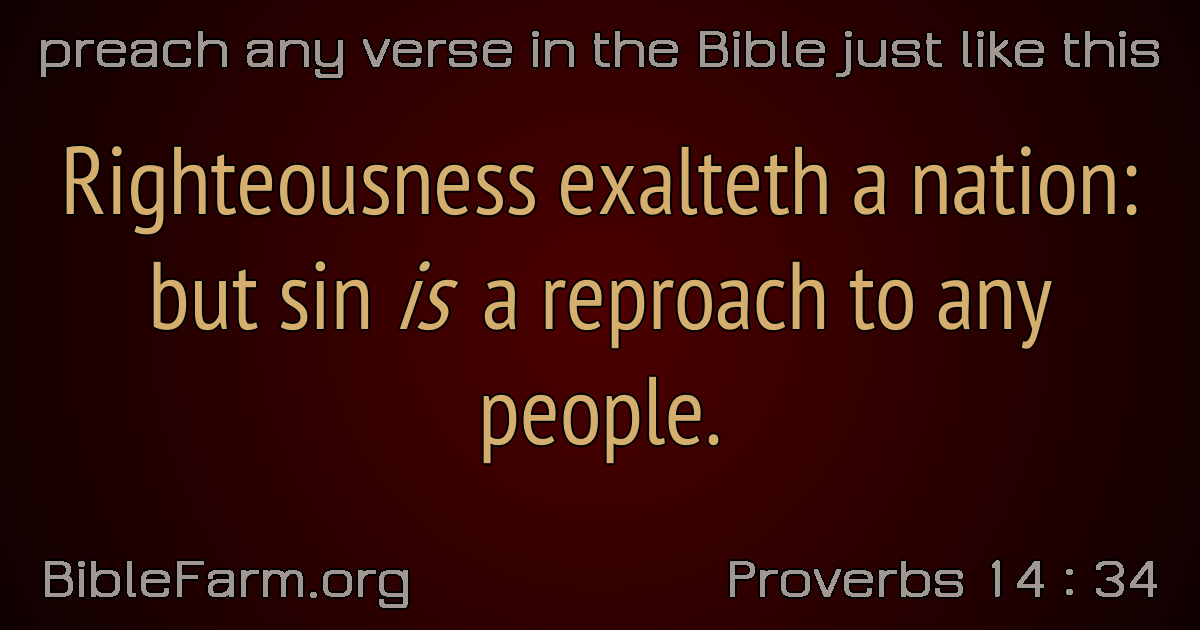 preach any verse in the Bible just like this
Righteousness exalteth a nation:
but sin is a reproach to any
people.
BibleFarm.org
Proverbs 14 : 34